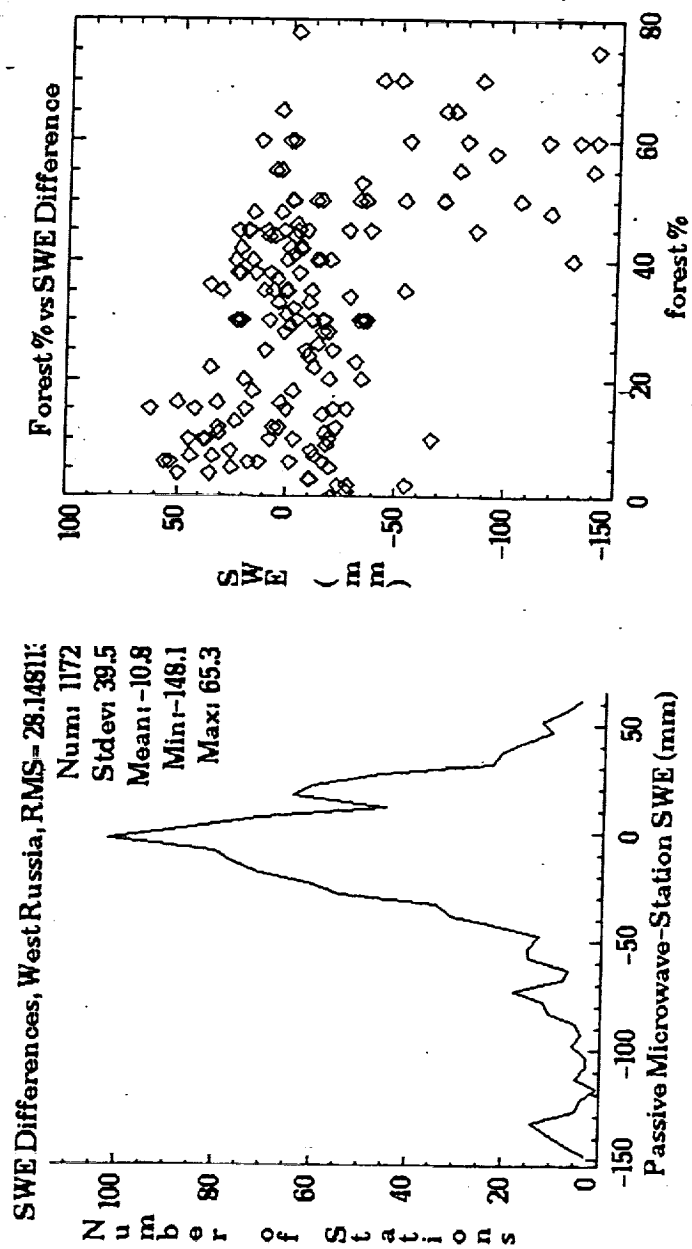 SWE Differences, West Russia, RMS= 28.148113
Num: 1172
Stdev: 39.5
Mean: -10.8
Min: -148.1
Max: 65.3
Number of Stations
100
80
60
40
20
0
-150 -100 -50 0 50
Passive Microwave-Station SWE (mm)
Forest % vs SWE Difference
SWE (mm)
100
50
0
-50
-100
-150
0 20 40 60 80
forest %